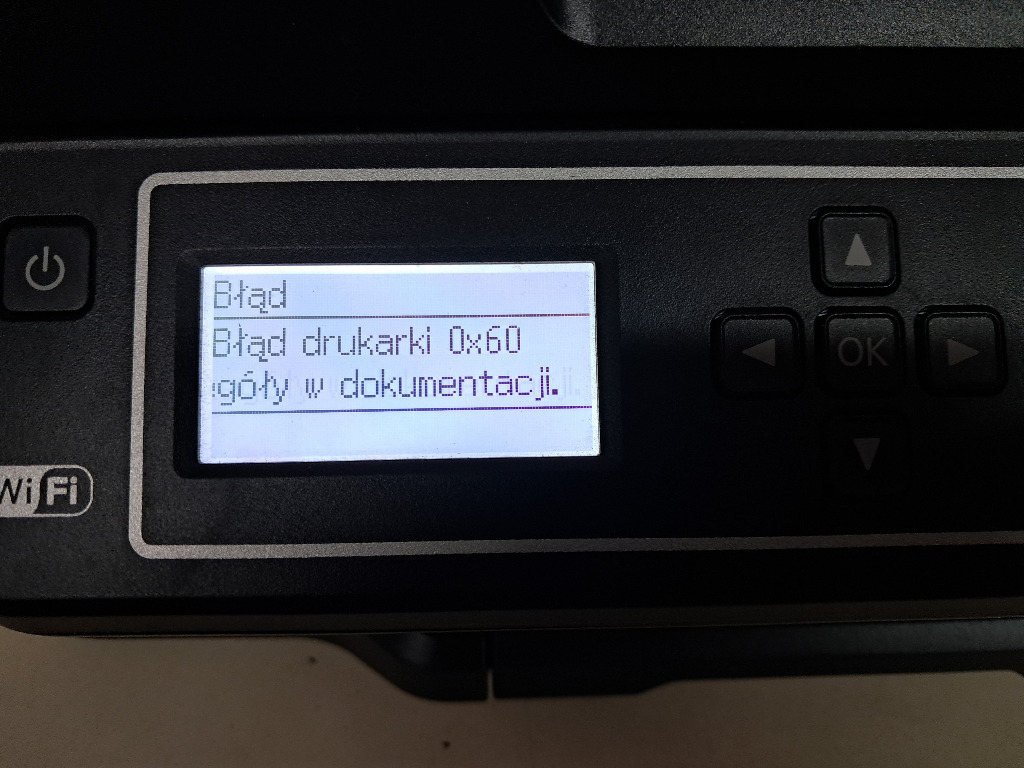 Błąd
Błąd drukarki 0x60
góły w dokumentacji.
OK
WiFi